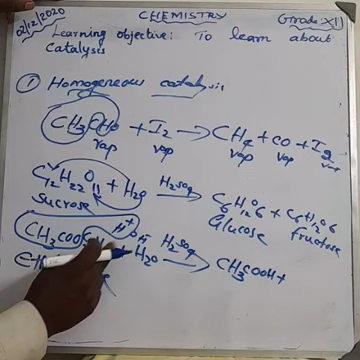 02/12/2020 CHEMISTRY Grade XII
Learning objective: To learn about
Catalysis
① Homogeneous catalysis
CH3CHO + I2 → CH4 + CO + I2
vap vap vap vap vap
C12H22O11 + H2O H2SO4 → C6H12O6 + C6H12O6
Sucrose Glucose Fructose
CH3COO H+ H2O H2SO4 → CH3COOH +